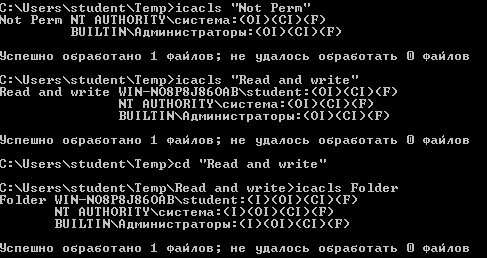 C:\Users\student\Temp>icacls "Not Perm"
Not Perm NT AUTHORITY\система:(OI)(CI)(F)
BUILTIN\Администраторы:(OI)(CI)(F)
Успешно обработано 1 файлов; не удалось обработать 0 файлов
C:\Users\student\Temp>icacls "Read and write"
Read and write WIN-NO8P8J86OAB\student:(OI)(CI)(F)
NT AUTHORITY\система:(OI)(CI)(F)
BUILTIN\Администраторы:(OI)(CI)(F)
Успешно обработано 1 файлов; не удалось обработать 0 файлов
C:\Users\student\Temp>cd "Read and write"
C:\Users\student\Temp\Read and write>icacls Folder
Folder WIN-NO8P8J86OAB\student:(I)(OI)(CI)(F)
NT AUTHORITY\система:(I)(OI)(CI)(F)
BUILTIN\Администраторы:(I)(OI)(CI)(F)
Успешно обработано 1 файлов; не удалось обработать 0 файлов